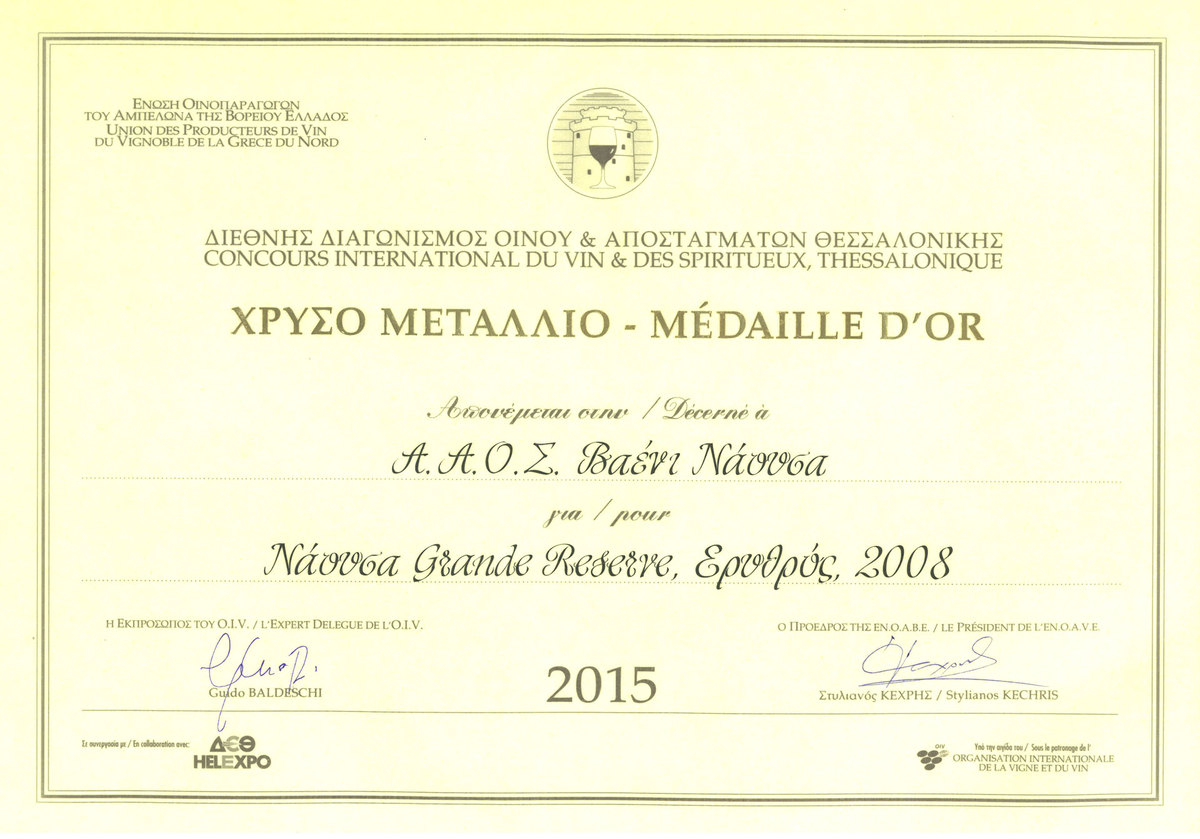 ΕΝΩΣΗ ΟΙΝΟΠΑΡΑΓΩΓΩΝ
ΤΟΥ ΑΜΠΕΛΩΝΑ ΤΗΣ ΒΟΡΕΙΟΥ ΕΛΛΑΔΟΣ
UNION DES PRODUCTEURS DE VIN
DU VIGNOBLE DE LA GRECE DU NORD
ΔΙΕΘΝΗΣ ΔΙΑΓΩΝΙΣΜΟΣ ΟΙΝΟΥ & ΑΠΟΣΤΑΓΜΑΤΩΝ ΘΕΣΣΑΛΟΝΙΚΗΣ
CONCOURS INTERNATIONAL DU VIN & DES SPIRITUEUX, THESSALONIQUE
ΧΡΥΣΟ ΜΕΤΑΛΛΙΟ - MÉDAILLE D'OR
Απονέμεται στην / Décerné à
Α.Α.Ο.Σ. Βαένι Νάουσα
για / pour
Νάουσα Grande Reserve, Ερυθρός, 2008
Η ΕΚΠΡΟΣΩΠΟΣ ΤΟΥ O.I.V. / L'EXPERT DELEGUE DE L'O.I.V.
Guido BALDESCHI
2015
Ο ΠΡΟΕΔΡΟΣ ΤΗΣ ΕΝ.Ο.Α.Β.Ε. / LE PRÉSIDENT DE L'EN.O.A.V.E.
Στυλιανός ΚΕΧΡΗΣ / Stylianos KECHRIS
Σε συνεργασία με / En collaboration avec:
ΔΕΘ
HELEXPO
OIV
Υπό την αιγίδα του / Sous le patronage de l'
ORGANISATION INTERNATIONALE
DE LA VIGNE ET DU VIN